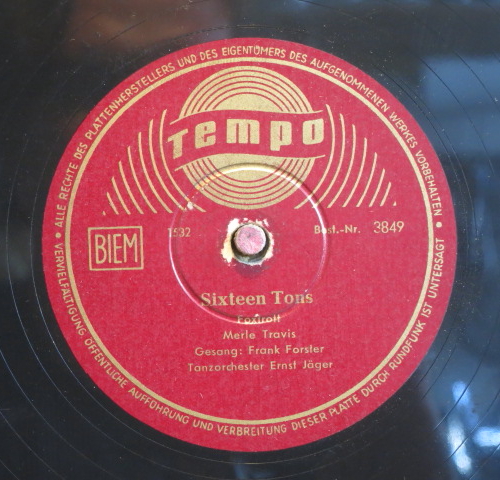 • ALLE RECHTE DES PLATTENHERSTELLERS UND DES EIGENTÜMERS DES AUFGENOMMENEN WERKES VORBEHALTEN •
Tempo
BIEM
1532
Best.-Nr. 3849
Sixteen Tons
Foxtrott
Merle Travis
Gesang: Frank Forster
Tanzorchester Ernst Jäger
VERVIELFÄLTIGUNG ÖFFENTLICHE AUFFÜHRUNG UND VERBREITUNG DIESER PLATTE DURCH RUNDFUNK IST UNTERSAGT